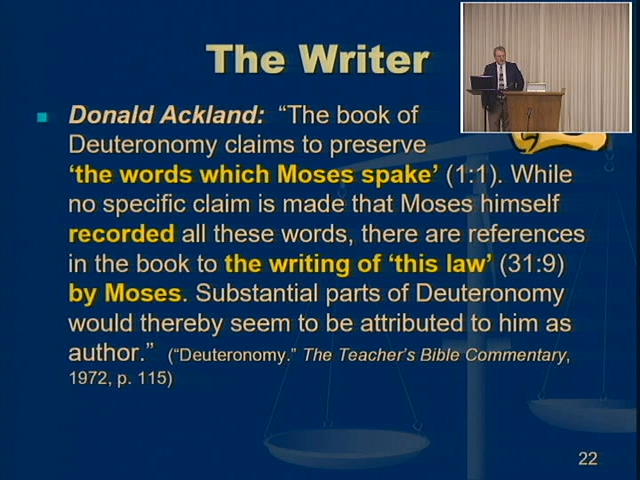 The Writer
Donald Ackland: “The book of
Deuteronomy claims to preserve
‘the words which Moses spake’ (1:1). While
no specific claim is made that Moses himself
recorded all these words, there are references
in the book to the writing of ‘this law’ (31:9)
by Moses. Substantial parts of Deuteronomy
would thereby seem to be attributed to him as
author.” (“Deuteronomy.” The Teacher’s Bible Commentary,
1972, p. 115)
22